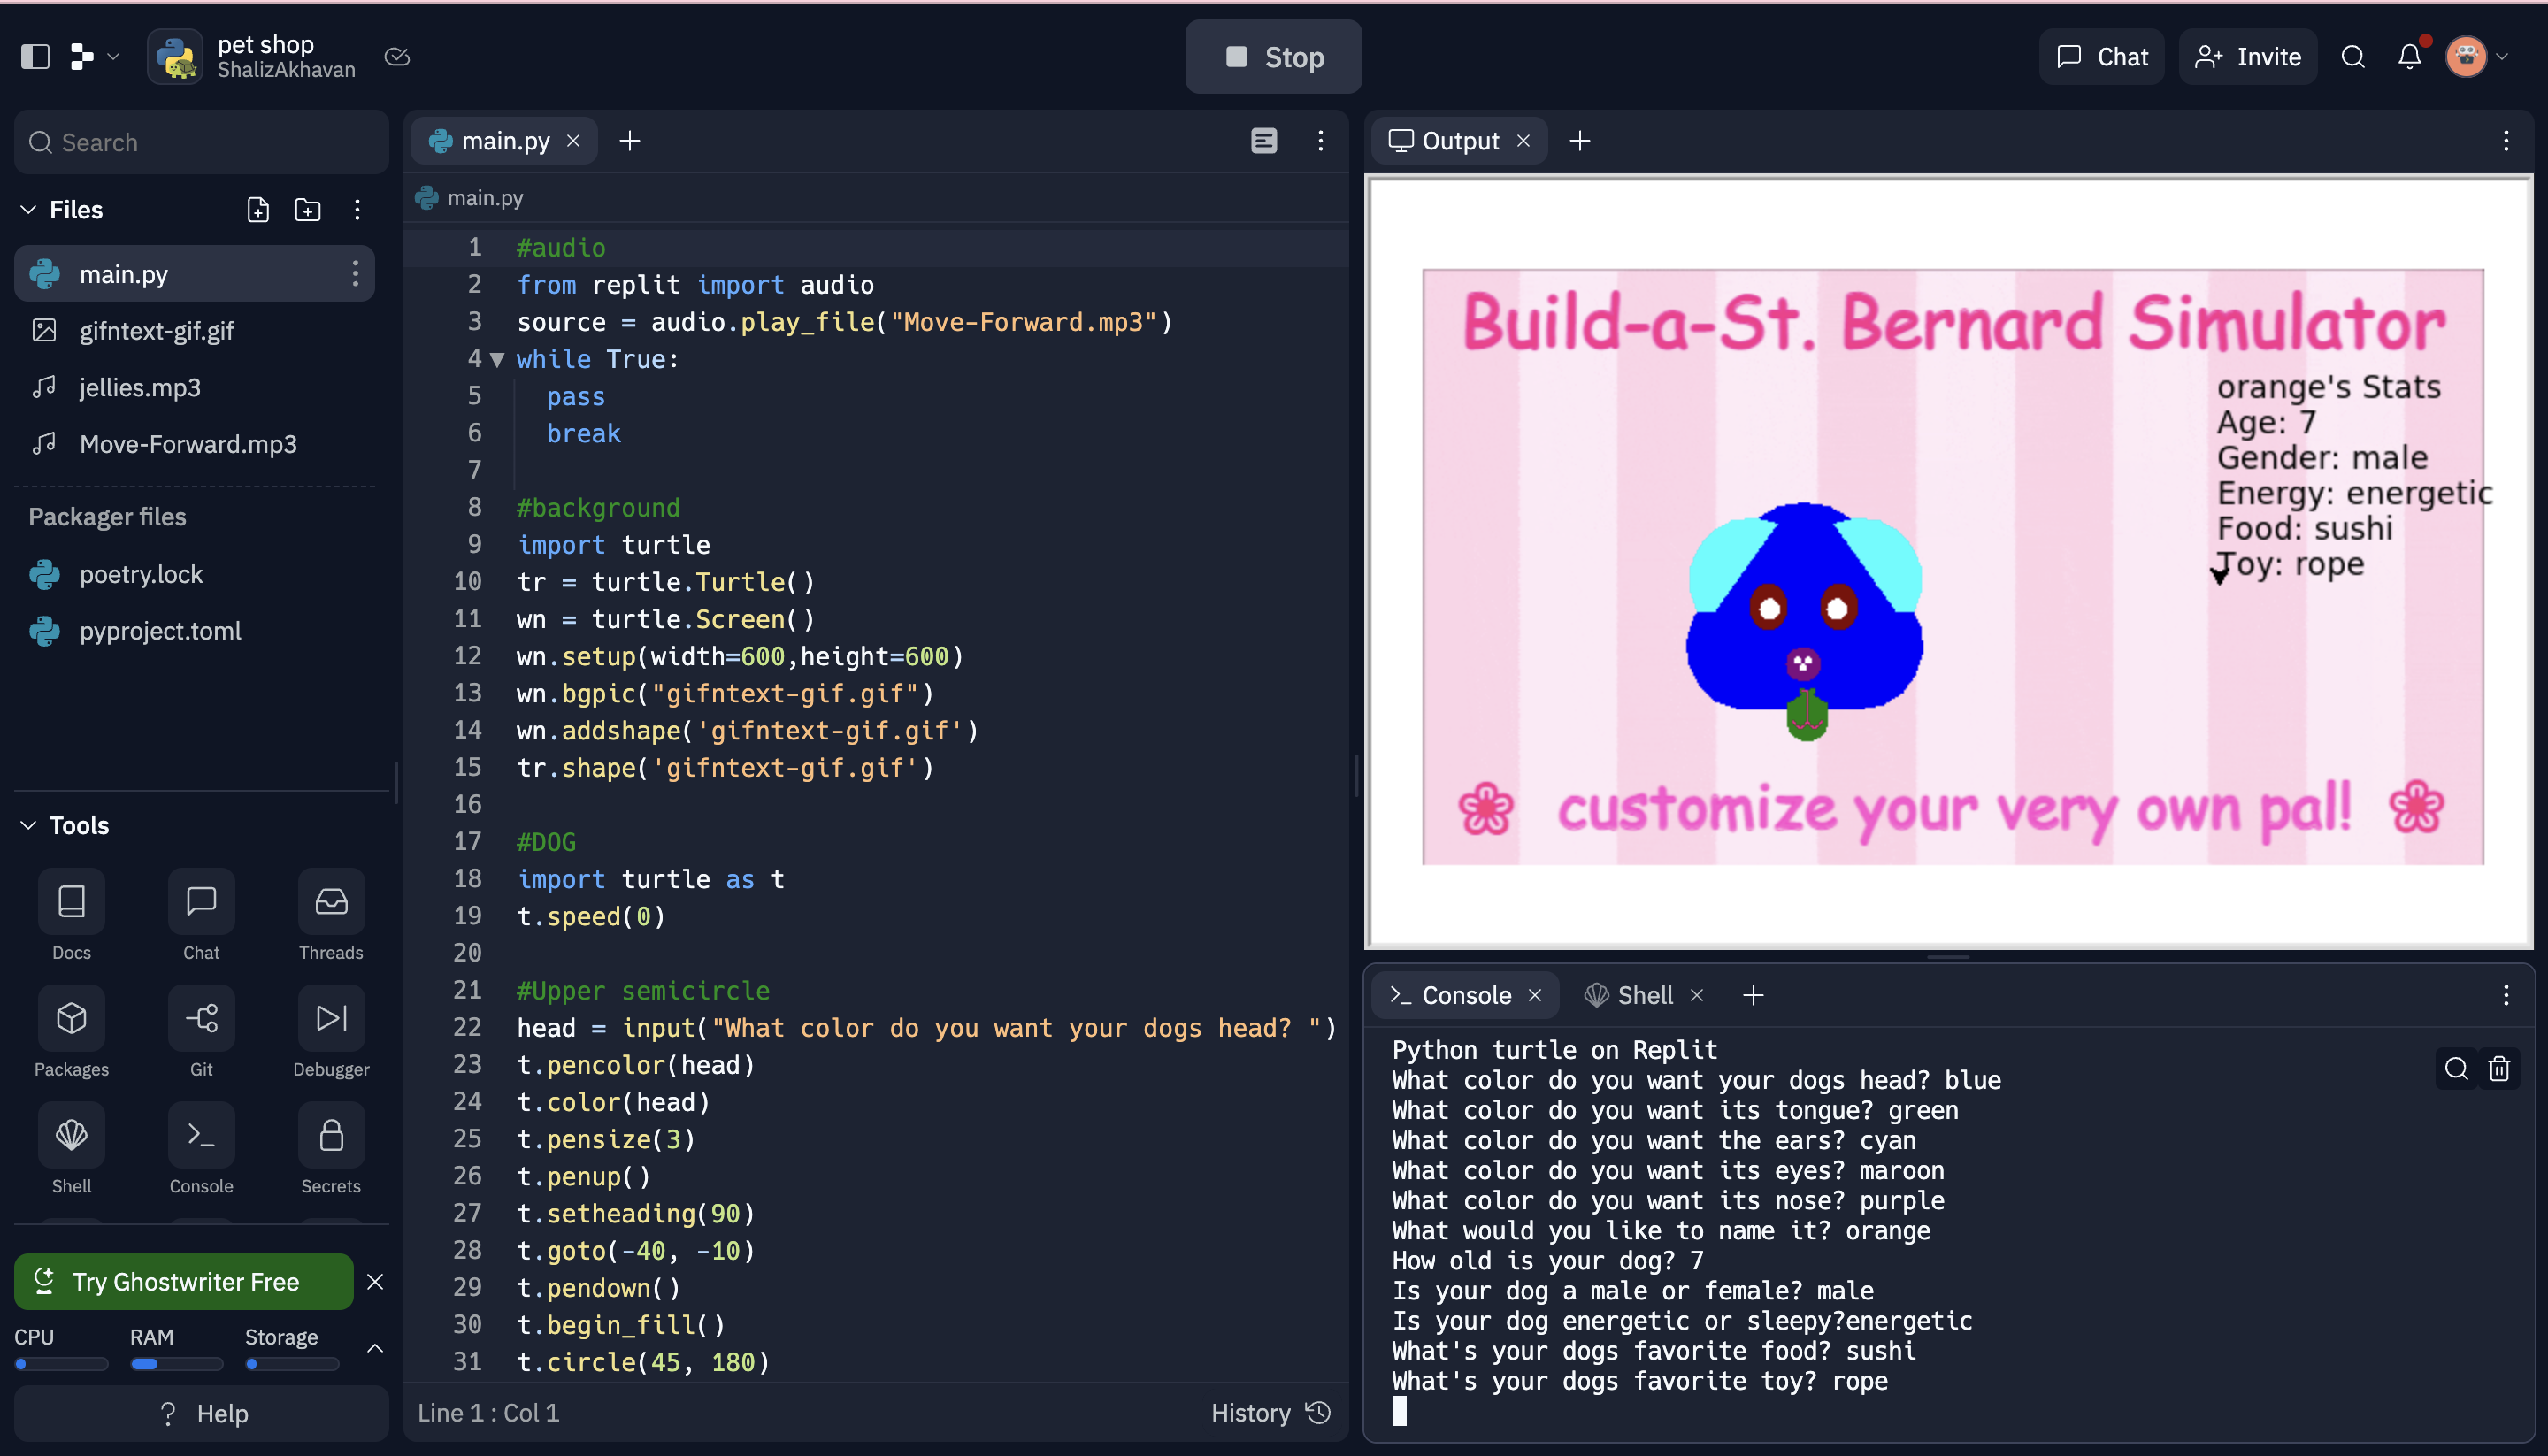 pet shop
ShalizAkhavan
Stop
Chat
Invite
Search
Files
main.py
gifntext-gif.gif
jellies.mp3
Move-Forward.mp3
Packager files
poetry.lock
pyproject.toml
Tools
Docs
Chat
Threads
Packages
Git
Debugger
Shell
Console
Secrets
Try Ghostwriter Free
CPU
RAM
Storage
? Help
main.py
main.py
1 #audio
2 from replit import audio
3 source = audio.play_file("Move-Forward.mp3")
4 while True:
5 pass
6 break
7
8 #background
9 import turtle
10 tr = turtle.Turtle()
11 wn = turtle.Screen()
12 wn.setup(width=600,height=600)
13 wn.bgpic("gifntext-gif.gif")
14 wn.addshape('gifntext-gif.gif')
15 tr.shape('gifntext-gif.gif')
16
17 #DOG
18 import turtle as t
19 t.speed(0)
20
21 #Upper semicircle
22 head = input("What color do you want your dogs head? ")
23 t.pencolor(head)
24 t.color(head)
25 t.pensize(3)
26 t.penup()
27 t.setheading(90)
28 t.goto(-40, -10)
29 t.pendown()
30 t.begin_fill()
31 t.circle(45, 180)
Line 1 : Col 1
History
Output
Build-a-St. Bernard Simulator
orange's Stats
Age: 7
Gender: male
Energy: energetic
Food: sushi
Toy: rope
customize your very own pal!
Console
Shell
Python turtle on Replit
What color do you want your dogs head? blue
What color do you want its tongue? green
What color do you want the ears? cyan
What color do you want its eyes? maroon
What color do you want its nose? purple
What would you like to name it? orange
How old is your dog? 7
Is your dog a male or female? male
Is your dog energetic or sleepy?energetic
What's your dogs favorite food? sushi
What's your dogs favorite toy? rope